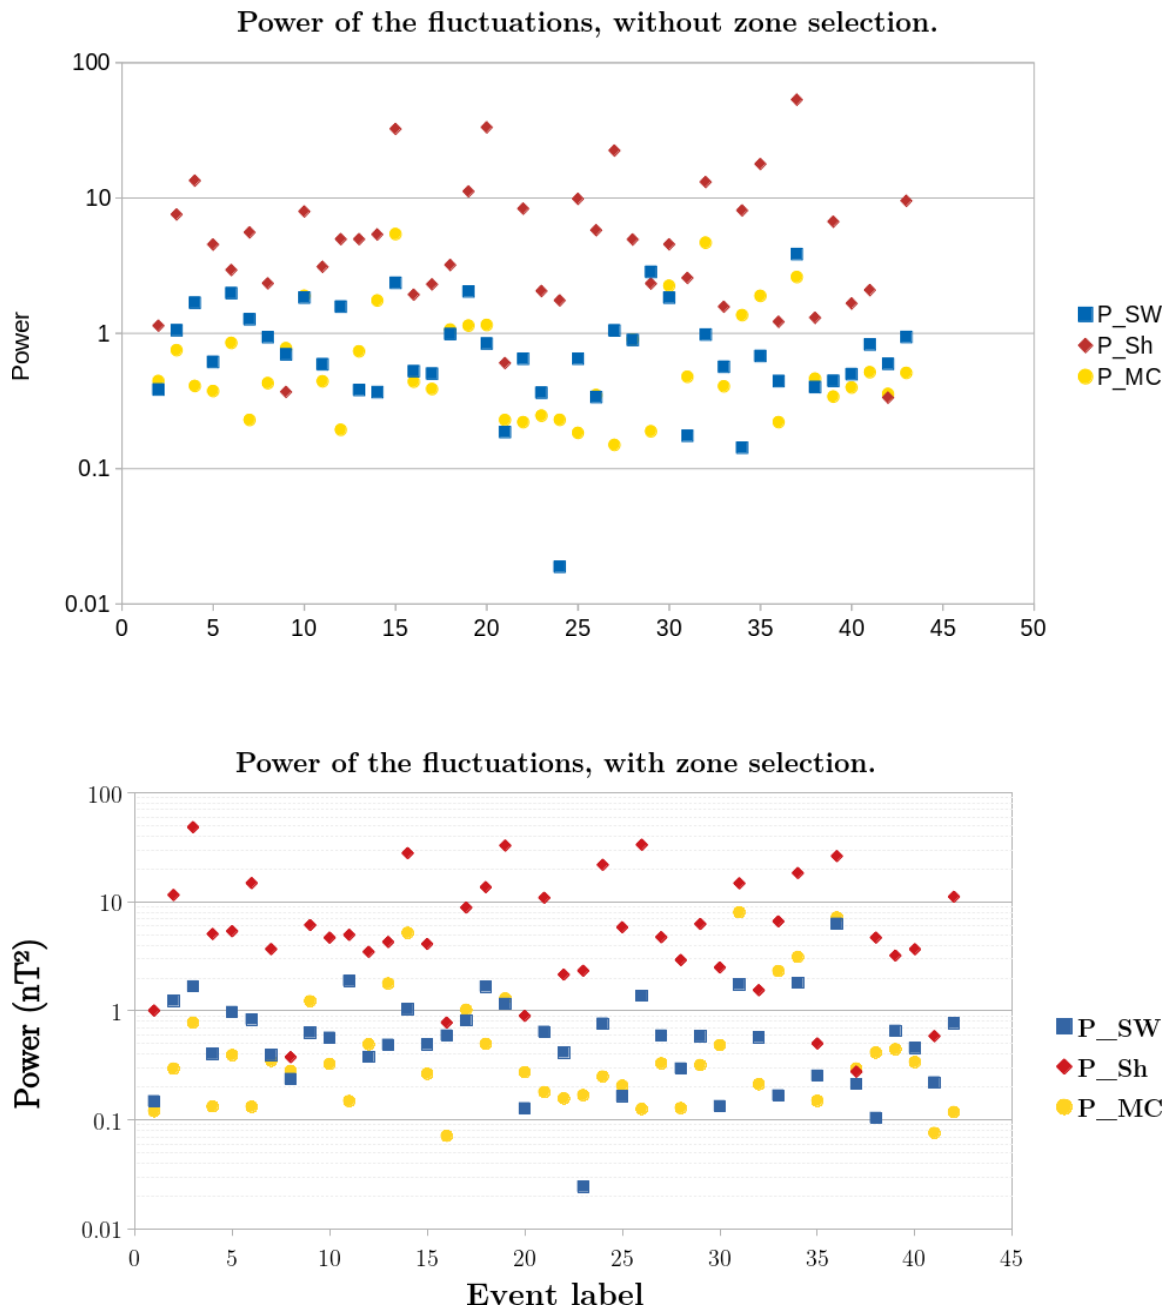 Power of the fluctuations, without zone selection.
100
10
1
0.1
0.01
Power
0 5 10 15 20 25 30 35 40 45 50
P_SW
P_Sh
P_MC
Power of the fluctuations, with zone selection.
100
10
1
0.1
0.01
Power (nT²)
0 5 10 15 20 25 30 35 40 45
Event label
P__SW
P__Sh
P__MC